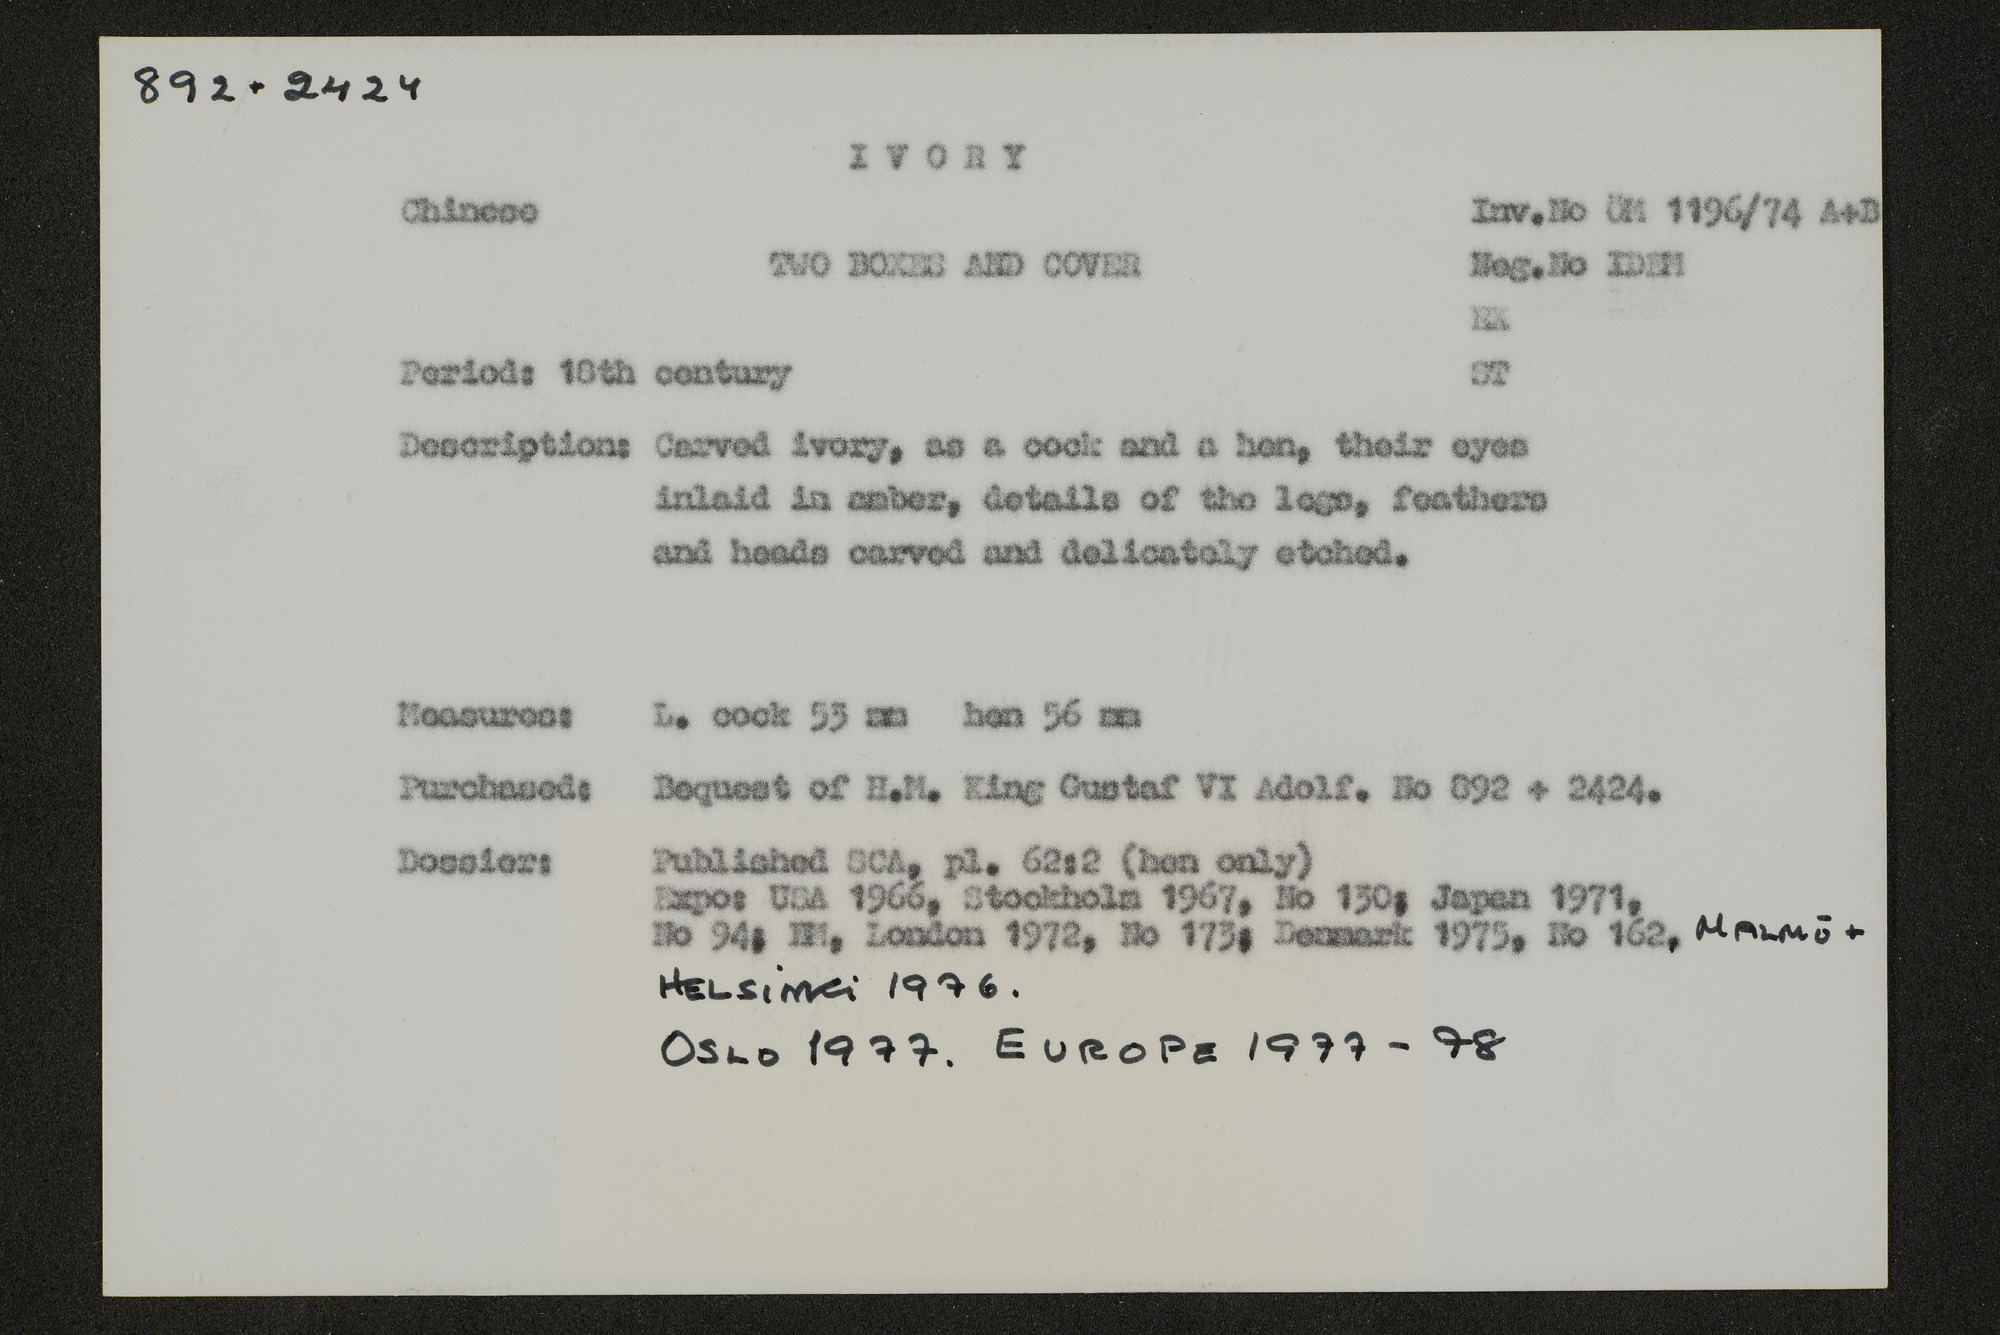 892 + 2424
I V O R Y
Chinese
Inv.No ÖM 1196/74 A+B
TWO BOXES AND COVER
Neg.No IDEM
EX
Period: 18th century
ST
Description: Carved ivory, as a cock and a hen, their eyes
inlaid in amber, details of the legs, feathers
and heads carved and delicately etched.
Measures: L. cock 53 mm hen 56 mm
Purchased: Bequest of H.M. King Gustaf VI Adolf. No 892 + 2424.
Dossier: Published SCA, pl. 62:2 (hen only)
Expo: USA 1966, Stockholm 1967, No 130; Japan 1971,
No 94; BM, London 1972, No 173; Denmark 1975, No 162, MALMÖ +
HELSiNKi 1976.
OSLO 1977. EUROPE 1977 - 78